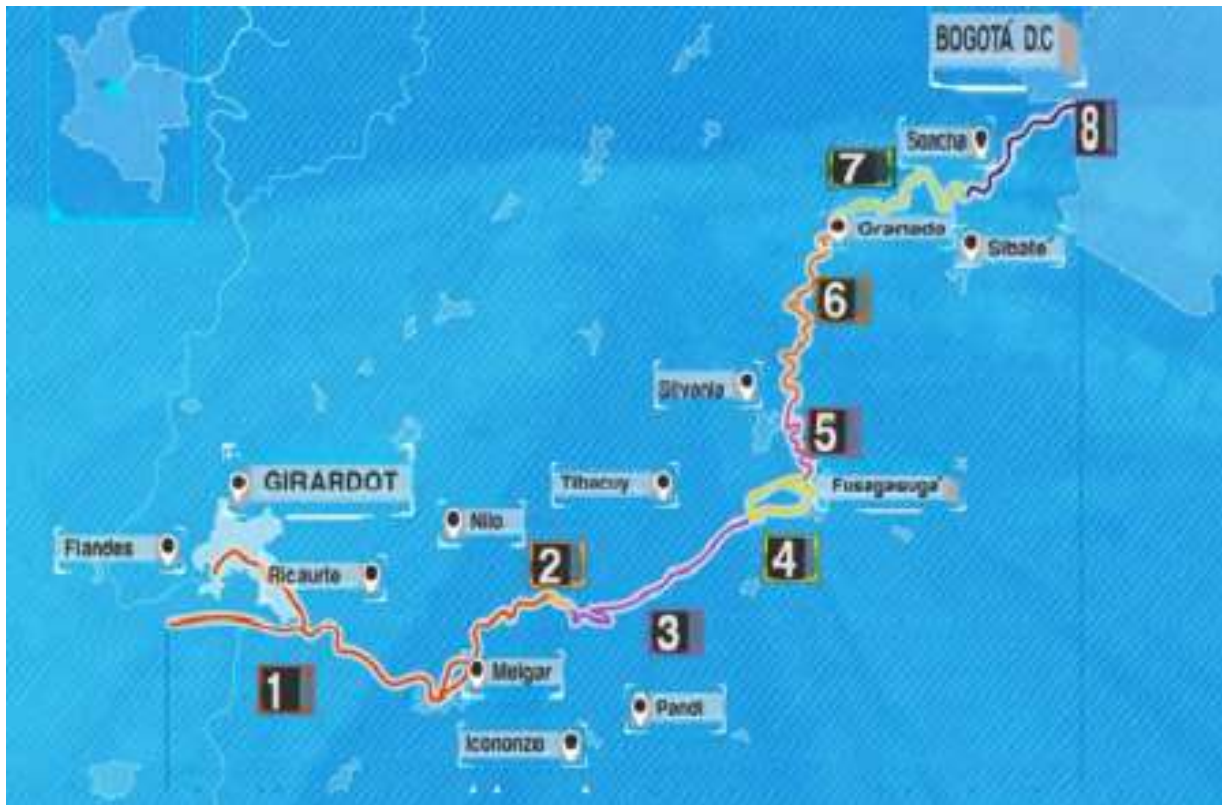 BOGOTÁ D.C
8
Soacha
7
Granada
Sibaté
6
Silvania
5
GIRARDOT
Tibacuy
Fusagasugá
Nilo
Flandes
2
4
Ricaurte
3
1
Melgar
Pandi
Icononzo